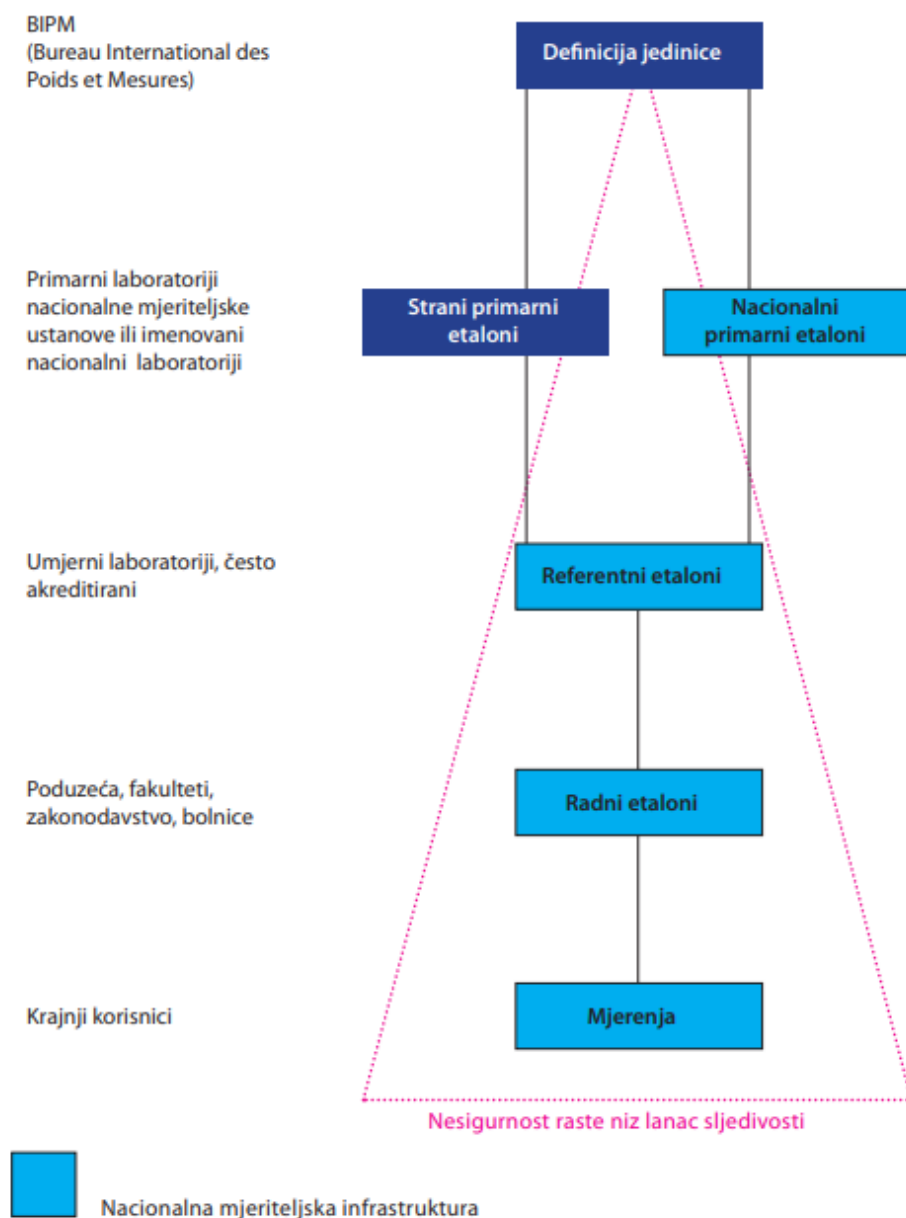 BIPM
(Bureau International des
Poids et Mesures)
Definicija jedinice
Primarni laboratoriji
nacionalne mjeriteljske
ustanove ili imenovani
nacionalni laboratoriji
Strani primarni
etaloni
Nacionalni
primarni etaloni
Umjerni laboratoriji, često
akreditirani
Referentni etaloni
Poduzeća, fakulteti,
zakonodavstvo, bolnice
Radni etaloni
Krajnji korisnici
Mjerenja
Nesigurnost raste niz lanac sljedivosti
Nacionalna mjeriteljska infrastruktura